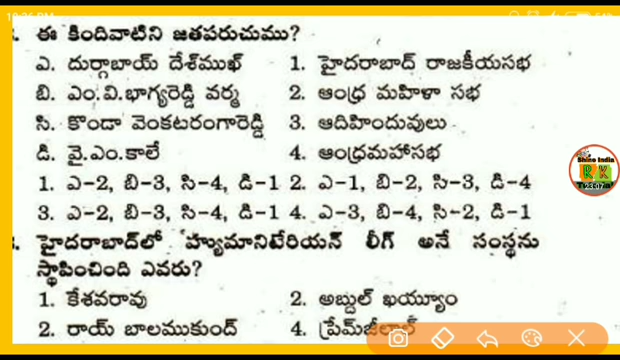 ఈ కిందివాటిని జతపరుచుము?
ఎ. దుర్గాబాయ్ దేశ్‌ముఖ్ 1. హైదరాబాద్ రాజకీయసభ
బి. ఎం.వి.భాగ్యరెడ్డి వర్మ 2. ఆంధ్ర మహిళా సభ
సి. కొండా వెంకటరంగారెడ్డి 3. ఆదిహిందువులు
డి. వై.ఎం.కాలే 4. ఆంధ్రమహాసభ
1. ఎ-2, బి-3, సి-4, డి-1 2. ఎ-1, బి-2, సి-3, డి-4
3. ఎ-2, బి-3, సి-4, డి-1 4. ఎ-3, బి-4, సి-2, డి-1
హైదరాబాద్‌లో హ్యుమానిటేరియన్ లీగ్ అనే సంస్థను
స్థాపించింది ఎవరు?
1. కేశవరావు 2. అబ్దుల్ ఖయ్యూం
2. రాయ్ బాలముకుంద్ 4. ప్రేమ్‌జీలాల్
Shine India
R K